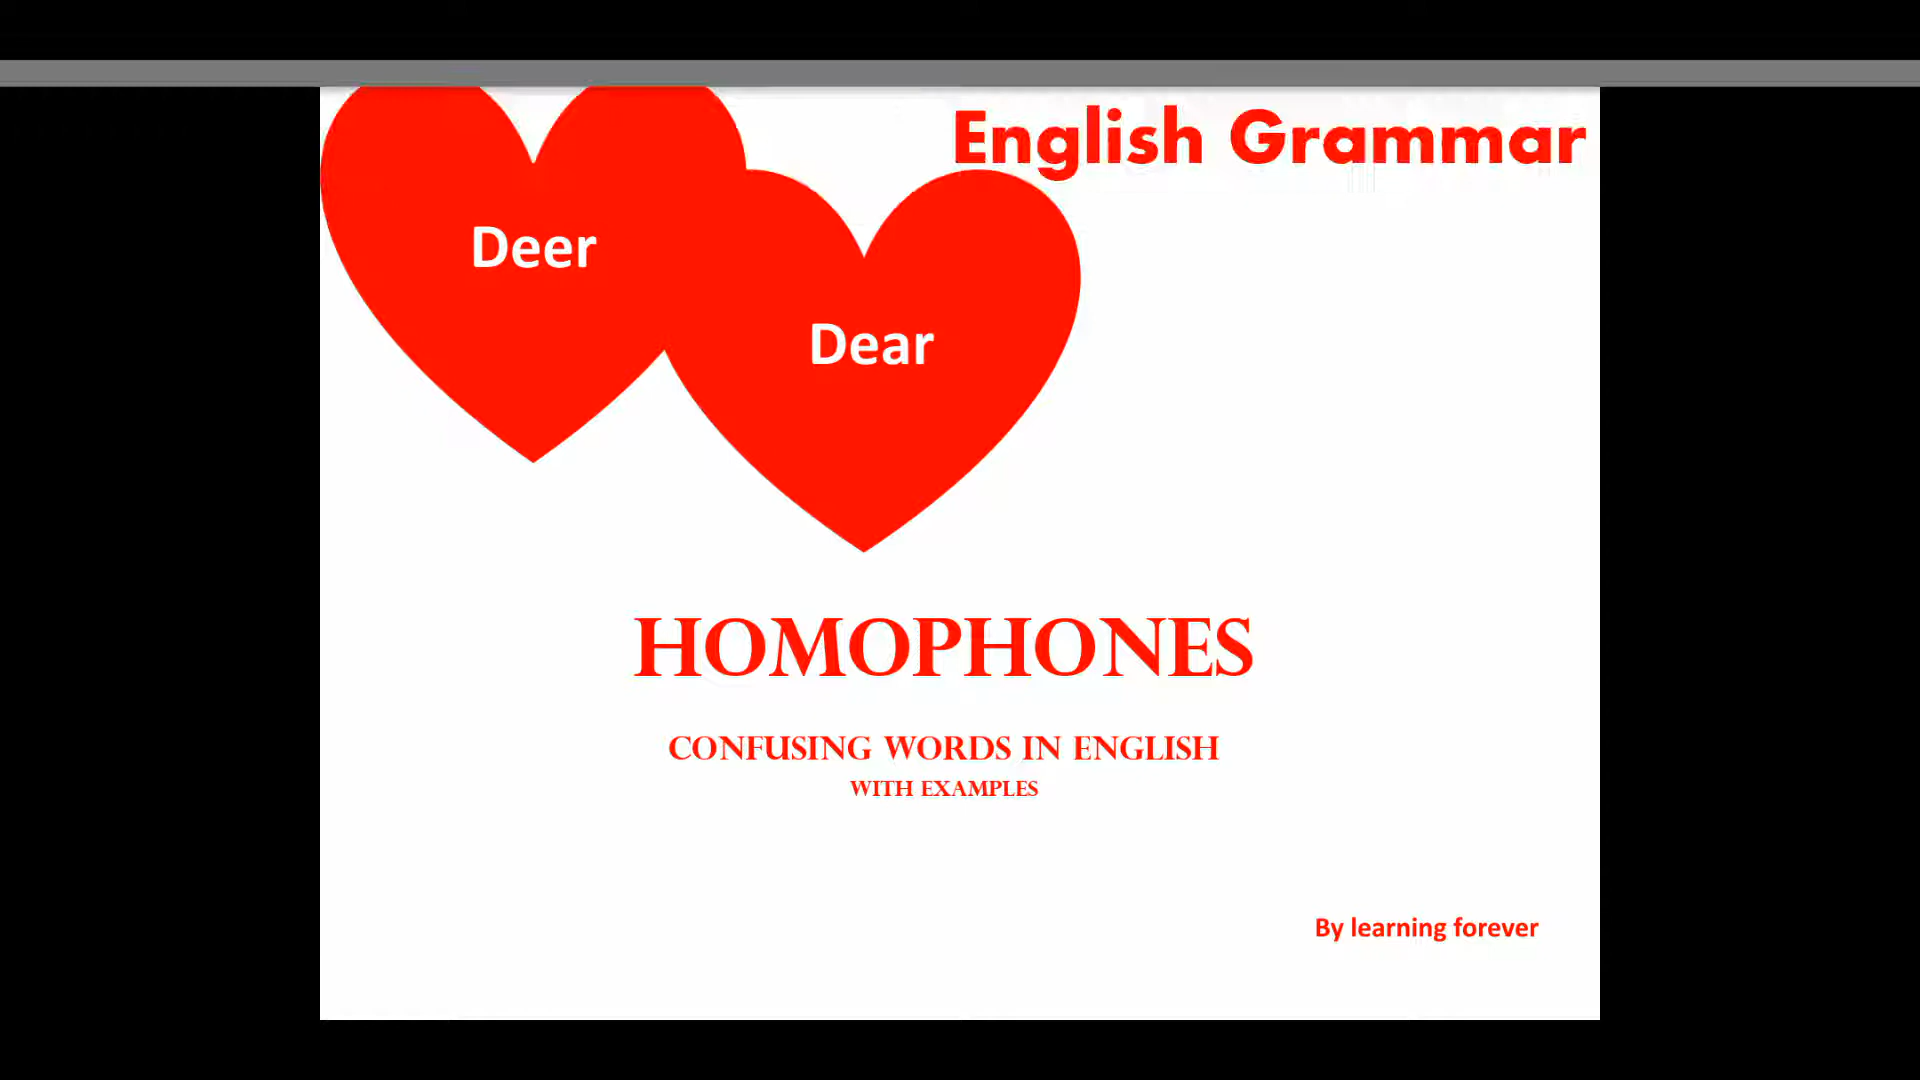 English Grammar
Deer
Dear
HOMOPHONES
CONFUSING WORDS IN ENGLISH
WITH EXAMPLES
By learning forever